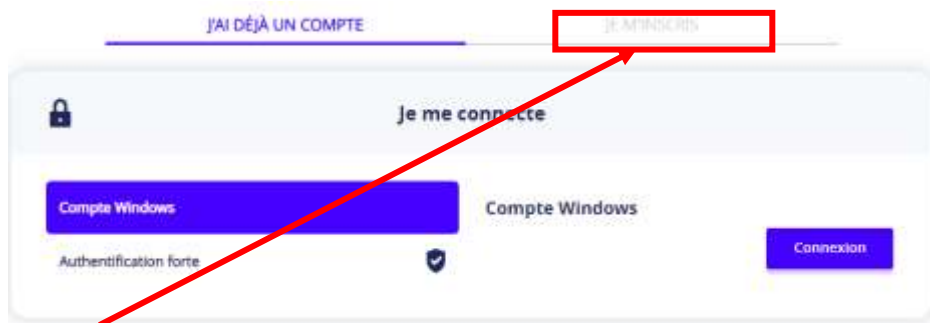 J'AI DÉJÀ UN COMPTE
JE M'INSCRIS
Je me connecte
Compte Windows
Compte Windows
Authentification forte
Connexion